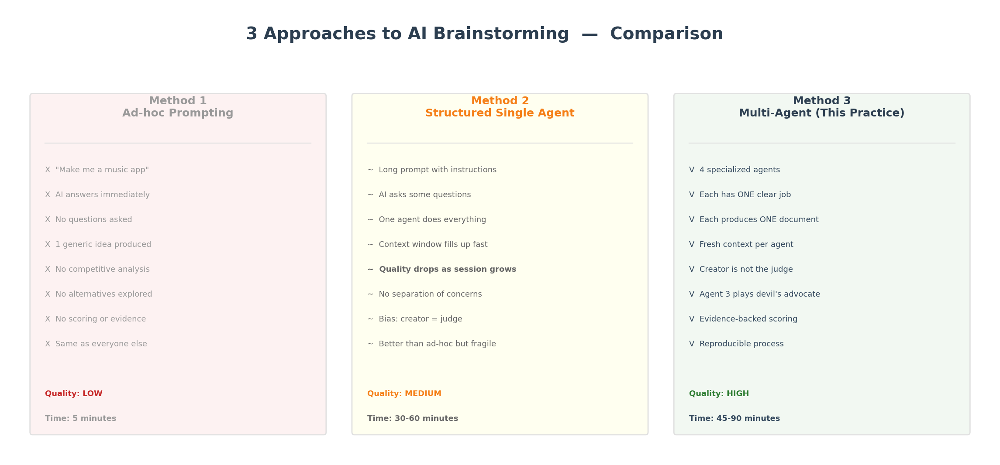 3 Approaches to AI Brainstorming — Comparison
Method 1
Ad-hoc Prompting
X "Make me a music app"
X AI answers immediately
X No questions asked
X 1 generic idea produced
X No competitive analysis
X No alternatives explored
X No scoring or evidence
X Same as everyone else
Quality: LOW
Time: 5 minutes
Method 2
Structured Single Agent
~ Long prompt with instructions
~ AI asks some questions
~ One agent does everything
~ Context window fills up fast
~ Quality drops as session grows
~ No separation of concerns
~ Bias: creator = judge
~ Better than ad-hoc but fragile
Quality: MEDIUM
Time: 30-60 minutes
Method 3
Multi-Agent (This Practice)
V 4 specialized agents
V Each has ONE clear job
V Each produces ONE document
V Fresh context per agent
V Creator is not the judge
V Agent 3 plays devil's advocate
V Evidence-backed scoring
V Reproducible process
Quality: HIGH
Time: 45-90 minutes